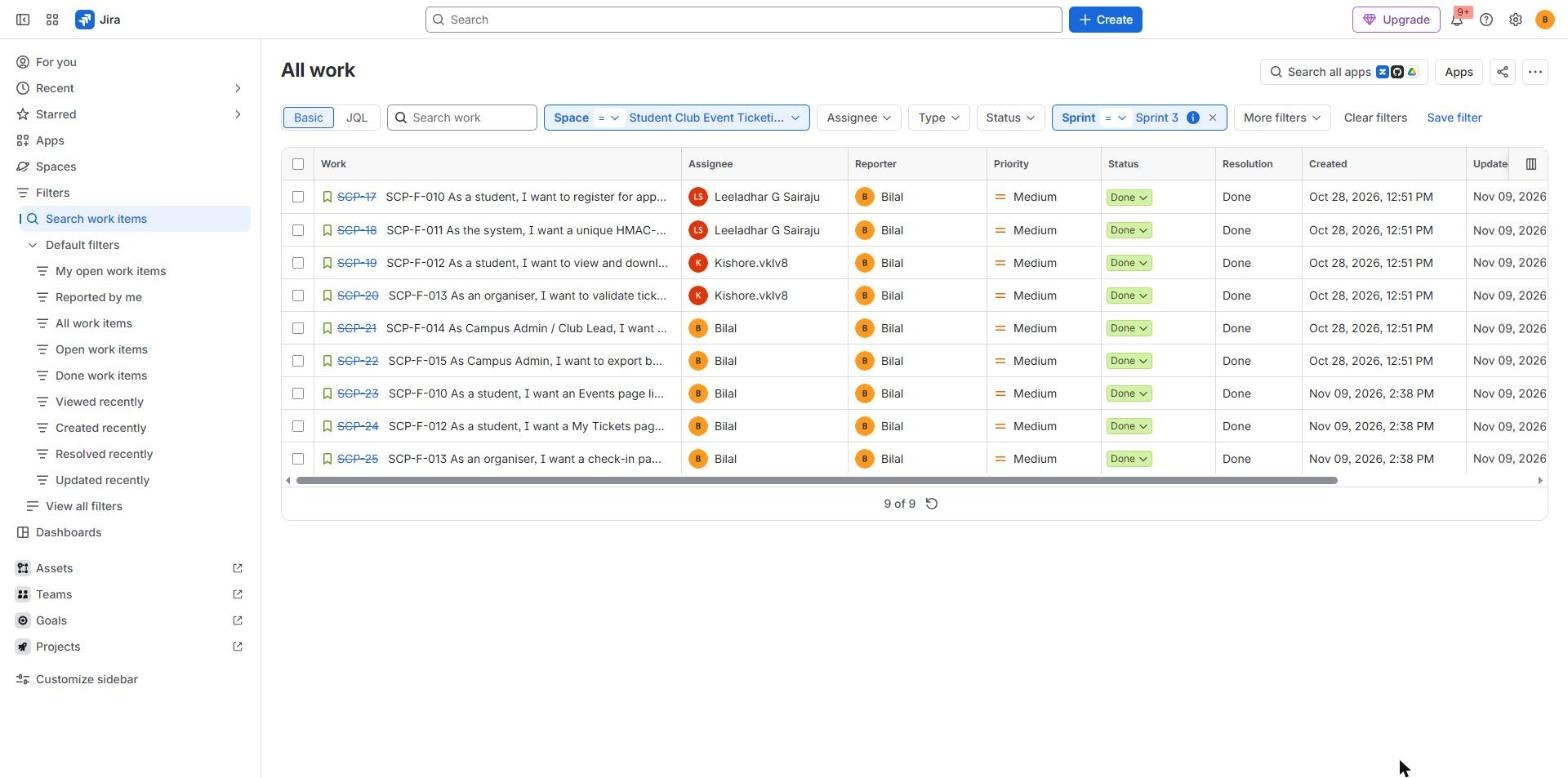 Jira
Search
Create
Upgrade
9+
B
For you
Recent
Starred
Apps
Spaces
Filters
Search work items
Default filters
My open work items
Reported by me
All work items
Open work items
Done work items
Viewed recently
Created recently
Resolved recently
Updated recently
View all filters
Dashboards
Assets
Teams
Goals
Projects
Customize sidebar
All work
Search all apps
Apps
Basic JQL Search work Space = Student Club Event Ticketi... Assignee Type Status Sprint = Sprint 3 More filters Clear filters Save filter
Work Assignee Reporter Priority Status Resolution Created Update
SCP-17 SCP-F-010 As a student, I want to register for app... LS Leeladhar G Sairaju B Bilal Medium Done Done Oct 28, 2026, 12:51 PM Nov 09, 2026
SCP-18 SCP-F-011 As the system, I want a unique HMAC-... LS Leeladhar G Sairaju B Bilal Medium Done Done Oct 28, 2026, 12:51 PM Nov 09, 2026
SCP-19 SCP-F-012 As a student, I want to view and downl... K Kishore.vklv8 B Bilal Medium Done Done Oct 28, 2026, 12:51 PM Nov 09, 2026
SCP-20 SCP-F-013 As an organiser, I want to validate tick... K Kishore.vklv8 B Bilal Medium Done Done Oct 28, 2026, 12:51 PM Nov 09, 2026
SCP-21 SCP-F-014 As Campus Admin / Club Lead, I want ... B Bilal B Bilal Medium Done Done Oct 28, 2026, 12:51 PM Nov 09, 2026
SCP-22 SCP-F-015 As Campus Admin, I want to export b... B Bilal B Bilal Medium Done Done Oct 28, 2026, 12:51 PM Nov 09, 2026
SCP-23 SCP-F-010 As a student, I want an Events page li... B Bilal B Bilal Medium Done Done Nov 09, 2026, 2:38 PM Nov 09, 2026
SCP-24 SCP-F-012 As a student, I want a My Tickets pag... B Bilal B Bilal Medium Done Done Nov 09, 2026, 2:38 PM Nov 09, 2026
SCP-25 SCP-F-013 As an organiser, I want a check-in pa... B Bilal B Bilal Medium Done Done Nov 09, 2026, 2:38 PM Nov 09, 2026
9 of 9